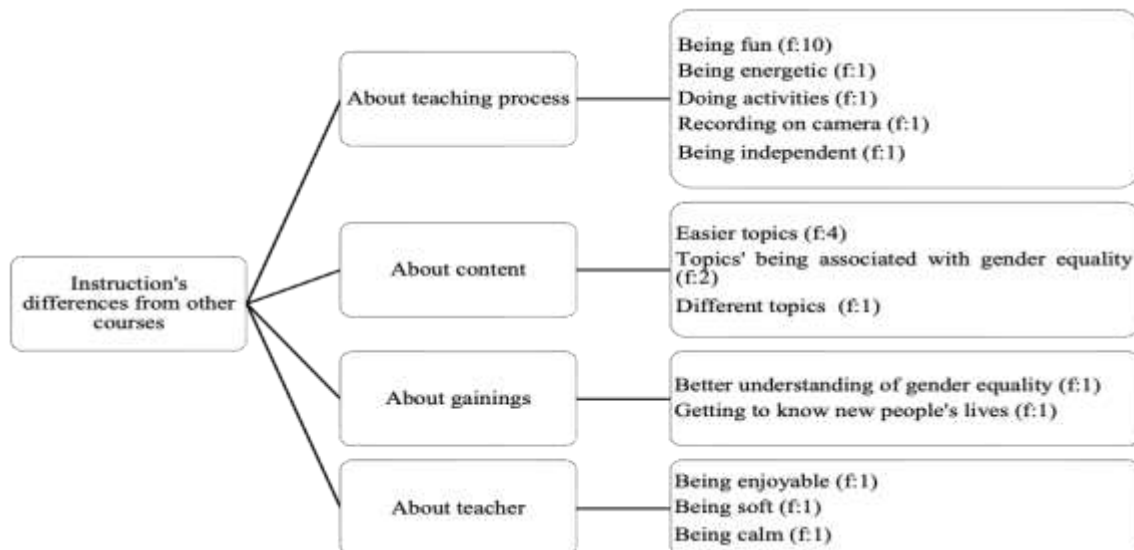 Instruction's
differences from other
courses
About teaching process
Being fun (f:10)
Being energetic (f:1)
Doing activities (f:1)
Recording on camera (f:1)
Being independent (f:1)
About content
Easier topics (f:4)
Topics' being associated with gender equality
(f:2)
Different topics (f:1)
About gainings
Better understanding of gender equality (f:1)
Getting to know new people's lives (f:1)
About teacher
Being enjoyable (f:1)
Being soft (f:1)
Being calm (f:1)